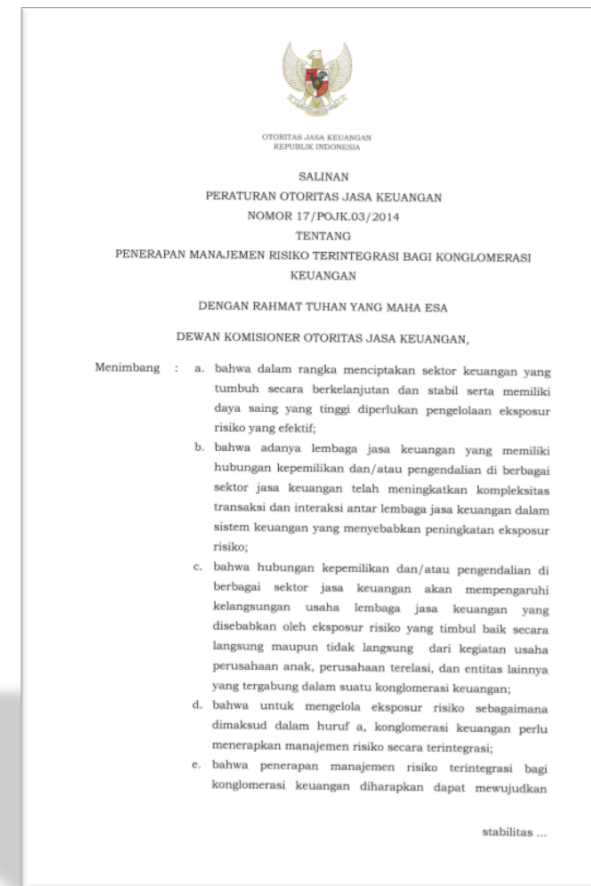 OTORITAS JASA KEUANGAN
REPUBLIK INDONESIA
SALINAN
PERATURAN OTORITAS JASA KEUANGAN
NOMOR 17/POJK.03/2014
TENTANG
PENERAPAN MANAJEMEN RISIKO TERINTEGRASI BAGI KONGLOMERASI
KEUANGAN
DENGAN RAHMAT TUHAN YANG MAHA ESA
DEWAN KOMISIONER OTORITAS JASA KEUANGAN,
Menimbang : a. bahwa dalam rangka menciptakan sektor keuangan yang
tumbuh secara berkelanjutan dan stabil serta memiliki
daya saing yang tinggi diperlukan pengelolaan eksposur
risiko yang efektif;
b. bahwa adanya lembaga jasa keuangan yang memiliki
hubungan kepemilikan dan/atau pengendalian di berbagai
sektor jasa keuangan telah meningkatkan kompleksitas
transaksi dan interaksi antar lembaga jasa keuangan dalam
sistem keuangan yang menyebabkan peningkatan eksposur
risiko;
c. bahwa hubungan kepemilikan dan/atau pengendalian di
berbagai sektor jasa keuangan akan mempengaruhi
kelangsungan usaha lembaga jasa keuangan yang
disebabkan oleh eksposur risiko yang timbul baik secara
langsung maupun tidak langsung dari kegiatan usaha
perusahaan anak, perusahaan terelasi, dan entitas lainnya
yang tergabung dalam suatu konglomerasi keuangan;
d. bahwa untuk mengelola eksposur risiko sebagaimana
dimaksud dalam huruf a, konglomerasi keuangan perlu
menerapkan manajemen risiko secara terintegrasi;
e. bahwa penerapan manajemen risiko terintegrasi bagi
konglomerasi keuangan diharapkan dapat mewujudkan
stabilitas ...